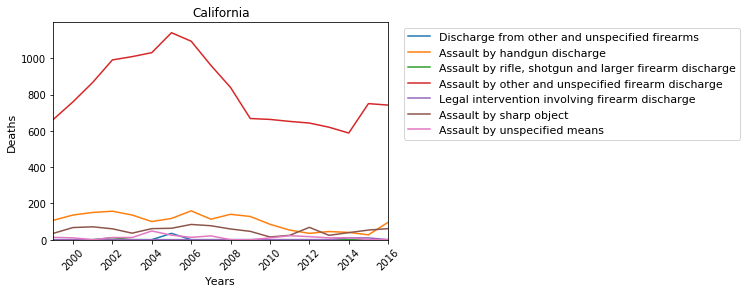 California
Discharge from other and unspecified firearms
Assault by handgun discharge
Assault by rifle, shotgun and larger firearm discharge
Assault by other and unspecified firearm discharge
Legal intervention involving firearm discharge
Assault by sharp object
Assault by unspecified means
Deaths
1000
800
600
400
200
0
2000
2002
2004
2006
2008
2010
2012
2014
2016
Years